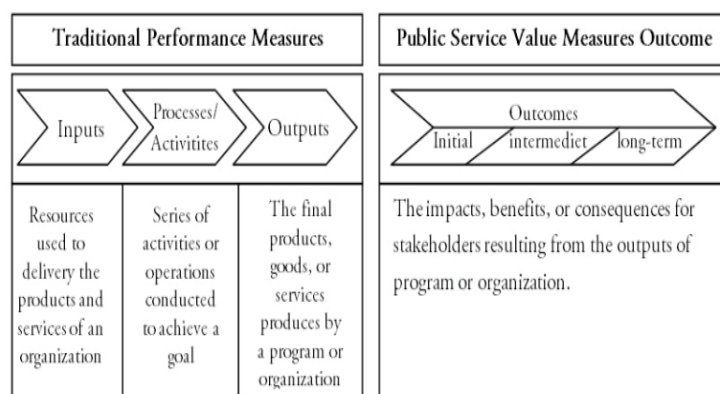 Traditional Performance Measures
Public Service Value Measures Outcome
Inputs
Processes/
Activitites
Outputs
Outcomes
Initial
intermediet
long-term
Resources
used to
delivery the
products and
services of an
organization
Series of
activities or
operations
conducted
to achieve a
goal
The final
products,
goods, or
services
produces by
a program or
organization
The impacts, benefits, or consequences for
stakeholders resulting from the outputs of
program or organization.